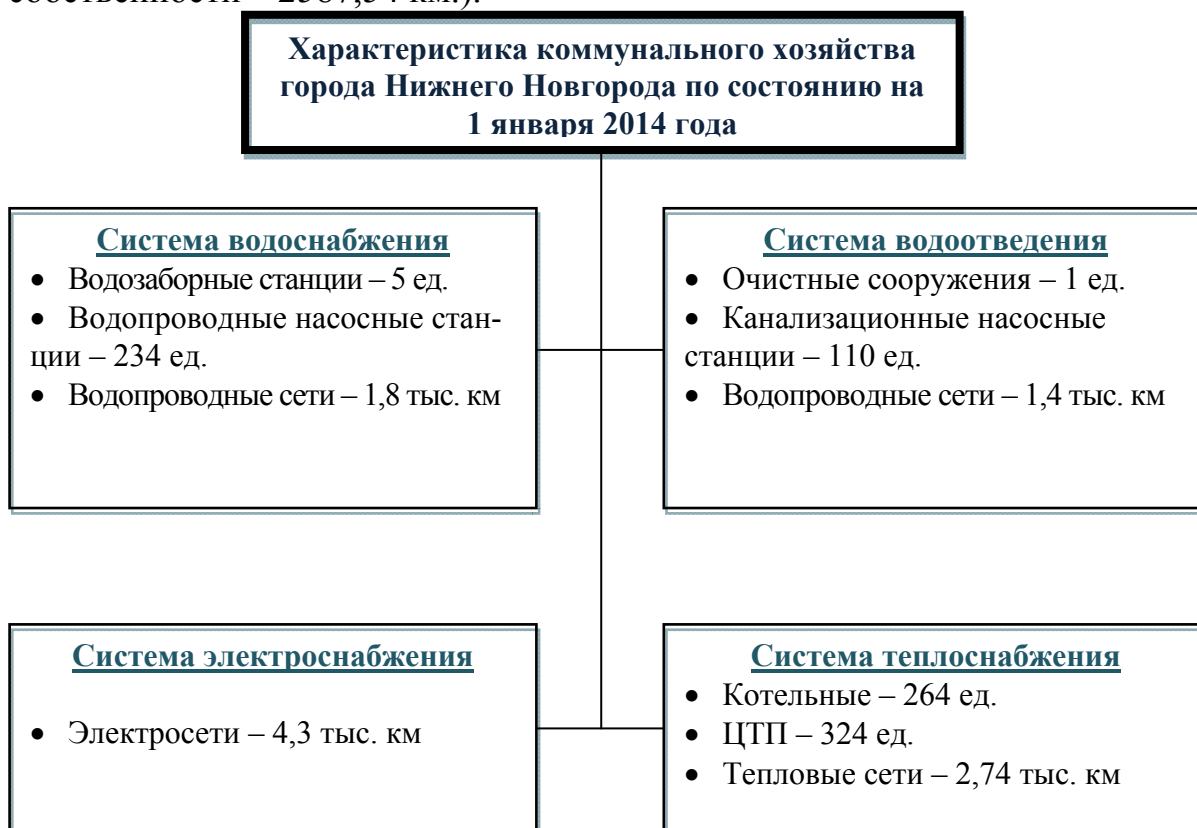 Характеристика коммунального хозяйства
города Нижнего Новгорода по состоянию на
1 января 2014 года
Система водоснабжения
• Водозаборные станции – 5 ед.
• Водопроводные насосные стан-
ции – 234 ед.
• Водопроводные сети – 1,8 тыс. км
Система водоотведения
• Очистные сооружения – 1 ед.
• Канализационные насосные
станции – 110 ед.
• Водопроводные сети – 1,4 тыс. км
Система электроснабжения
• Электросети – 4,3 тыс. км
Система теплоснабжения
• Котельные – 264 ед.
• ЦТП – 324 ед.
• Тепловые сети – 2,74 тыс. км